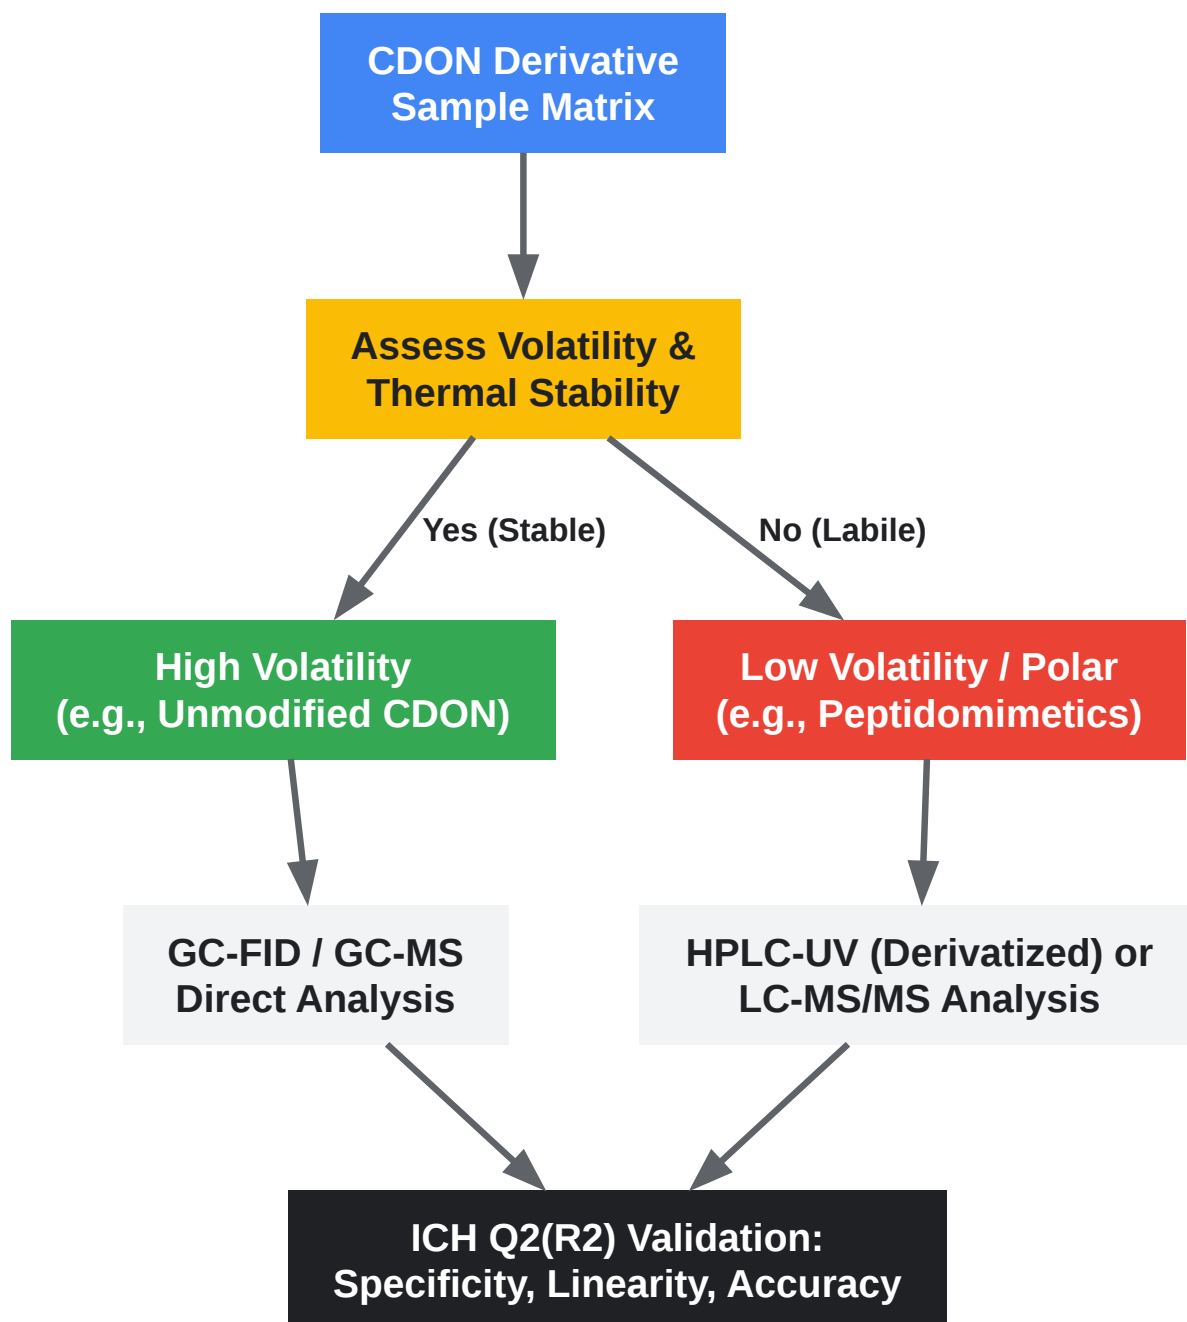 CDON Derivative
Sample Matrix
Assess Volatility &
Thermal Stability
Yes (Stable)
No (Labile)
High Volatility
(e.g., Unmodified CDON)
Low Volatility / Polar
(e.g., Peptidomimetics)
GC-FID / GC-MS
Direct Analysis
HPLC-UV (Derivatized) or
LC-MS/MS Analysis
ICH Q2(R2) Validation:
Specificity, Linearity, Accuracy